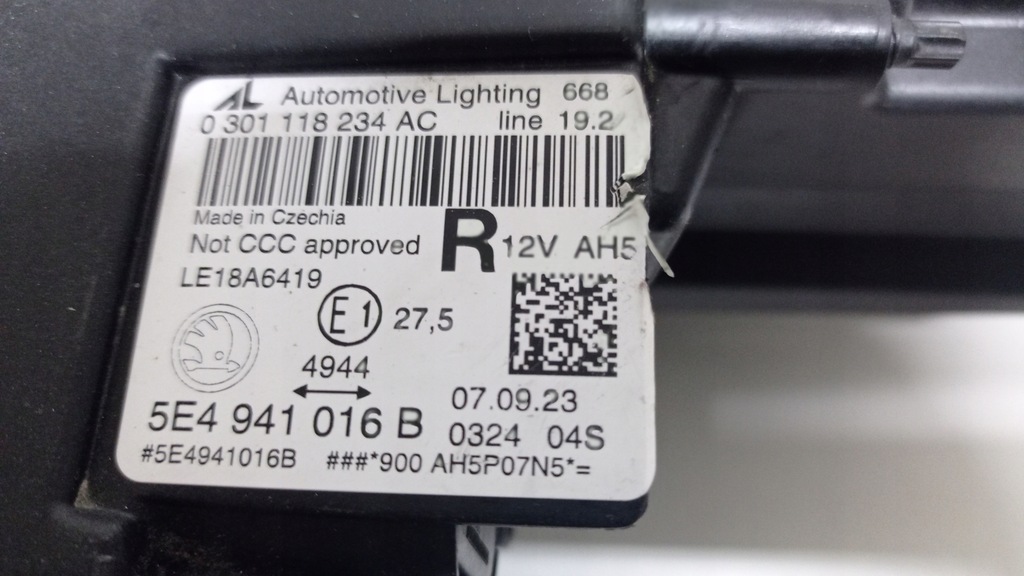 AL Automotive Lighting 668
0 301 118 234 AC line 19.2
Made in Czechia
Not CCC approved R 12V AH5
LE18A6419
E1 27,5
4944
07.09.23
5E4 941 016 B
0324 04S
#5E4941016B ###*900 AH5P07N5*=